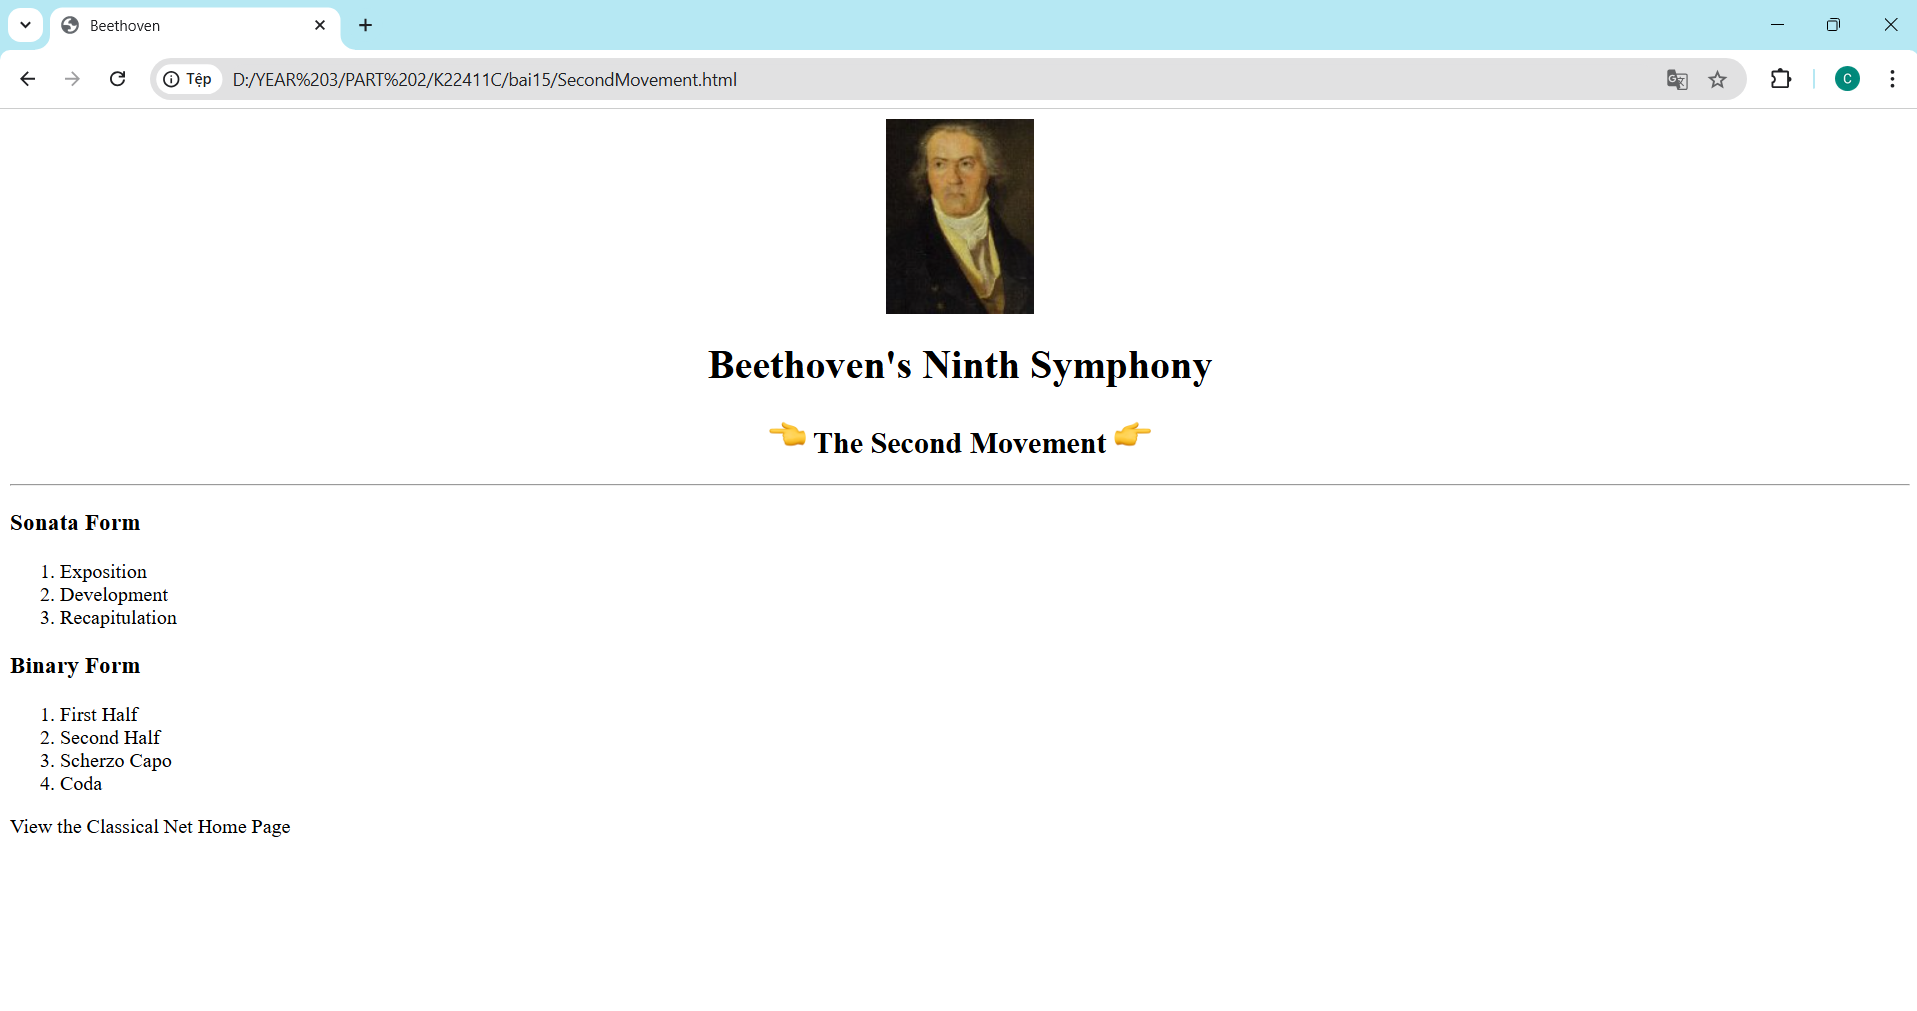 Beethoven
Tệp D:/YEAR%203/PART%202/K22411C/bai15/SecondMovement.html
C
Beethoven's Ninth Symphony
The Second Movement
Sonata Form
1. Exposition
2. Development
3. Recapitulation
Binary Form
1. First Half
2. Second Half
3. Scherzo Capo
4. Coda
View the Classical Net Home Page